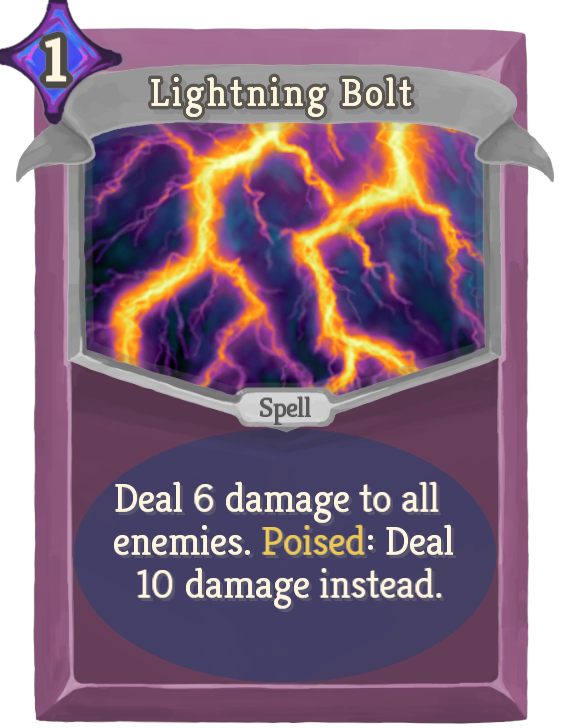 1
Lightning Bolt
Spell
Deal 6 damage to all
enemies. Poised: Deal
10 damage instead.